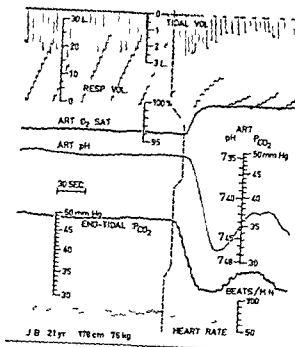 30 L
20
10
0
RESP VOL.
0
1
2
3 L
TIDAL VOL.
100%
95
ART O₂ SAT
ART pH
ART
pH
ART
PCO₂
7.35
7.40
7.45
7.48
50 mm Hg
45
40
35
30
30 SEC
50 mm Hg
45
40
35
30
END-TIDAL PCO₂
BEATS/MIN
100
50
HEART RATE
J B 21 yr 178 cm 75 kg